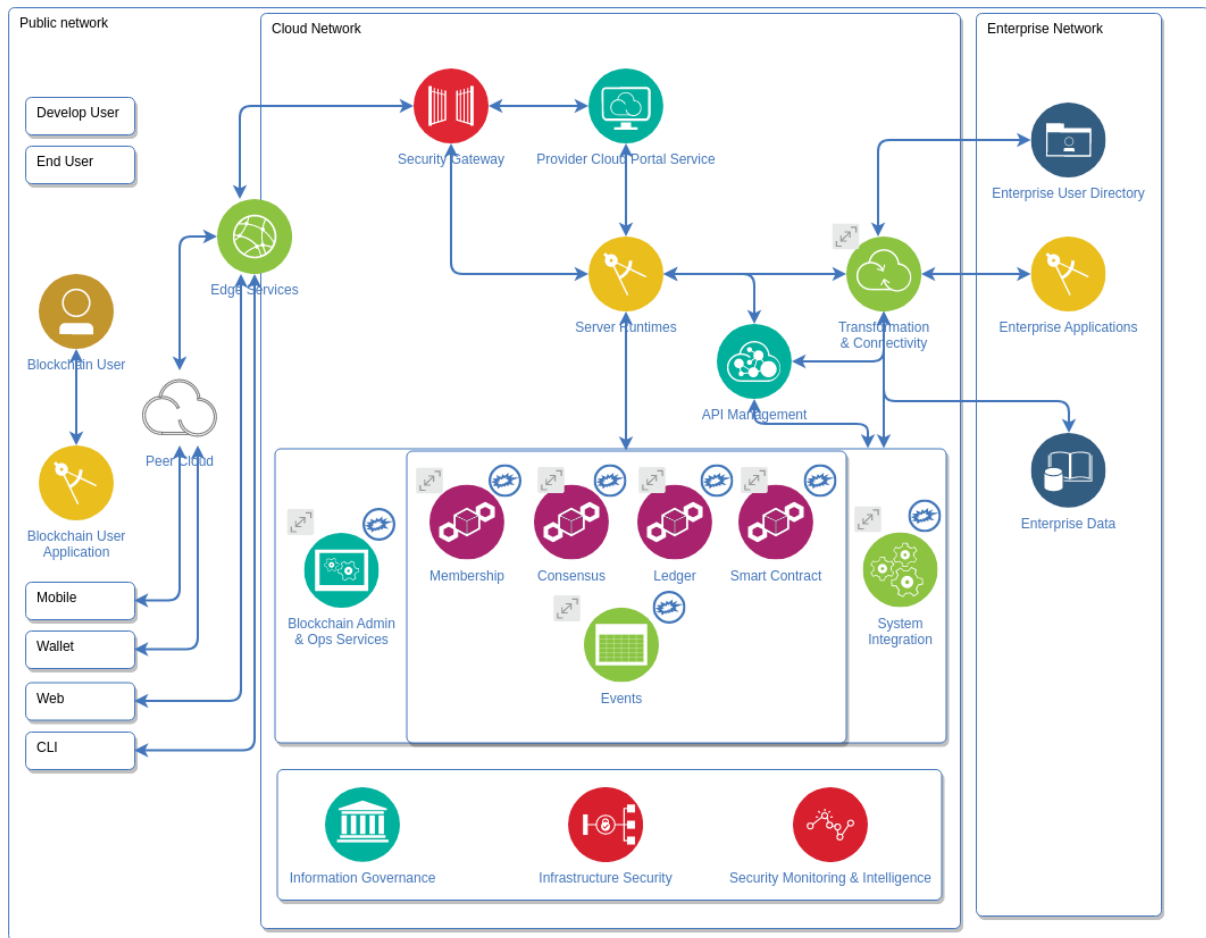 Public network
Cloud Network
Enterprise Network
Develop User
End User
Security Gateway
Provider Cloud Portal Service
Enterprise User Directory
Edge Services
Blockchain User
Server Runtimes
Transformation
& Connectivity
Enterprise Applications
API Management
Peer Cloud
Blockchain User
Application
Enterprise Data
Membership
Consensus
Ledger
Smart Contract
Blockchain Admin
& Ops Services
System
Integration
Events
Mobile
Wallet
Web
CLI
Information Governance
Infrastructure Security
Security Monitoring & Intelligence